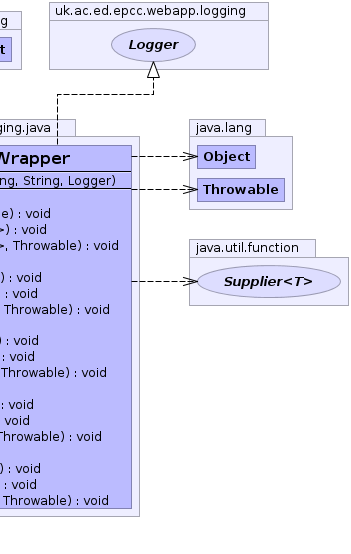 uk.ac.ed.epcc.webapp.logging
Logger
java.lang
Object
Throwable
java.util.function
Supplier<T>
ging.java
Wrapper
ng, String, Logger)
e) : void
>) : void
>, Throwable) : void
) : void
: void
Throwable) : void
) : void
: void
Throwable) : void
) : void
: void
Throwable) : void
) : void
: void
Throwable) : void